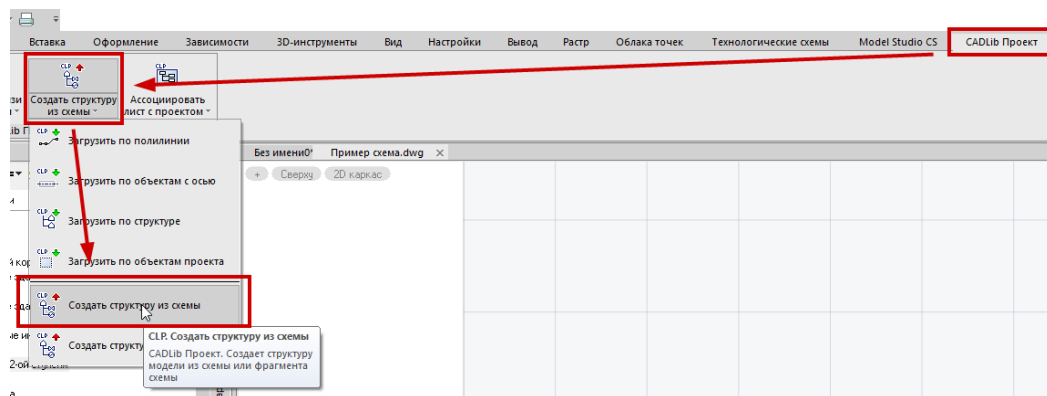 Вставка Оформление Зависимости 3D-инструменты Вид Настройки Вывод Растр Облака точек Технологические схемы Model Studio CS CADLib Проект
CLP CLP
Создать структуру Ассоциировать
из схемы лист с проектом
CLP
Загрузить по полилинии
Без имени0* Пример схема.dwg
+ Сверху 2D каркас
CLP
Загрузить по объектам с осью
CLP
Загрузить по структуре
CLP
Загрузить по объектам проекта
CLP
Создать структуру из схемы
CLP
Создать структу
CLP. Создать структуру из схемы
CADLib Проект. Создает структуру
модели из схемы или фрагмента
схемы
2-ой